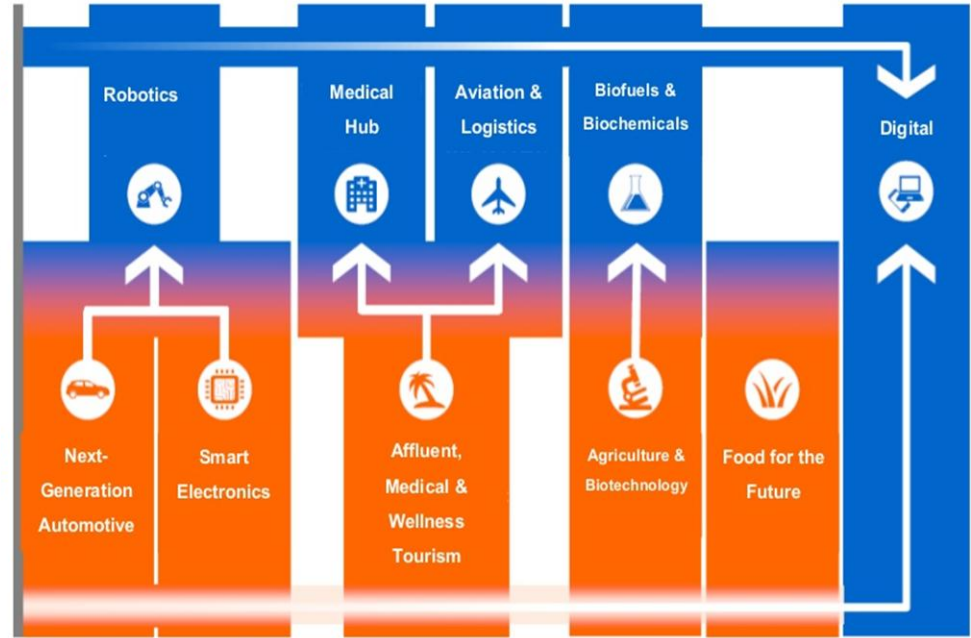 Robotics
Medical
Hub
Aviation &
Logistics
Biofuels &
Biochemicals
Digital
Next-
Generation
Automotive
Smart
Electronics
Affluent,
Medical &
Wellness
Tourism
Agriculture &
Biotechnology
Food for the
Future